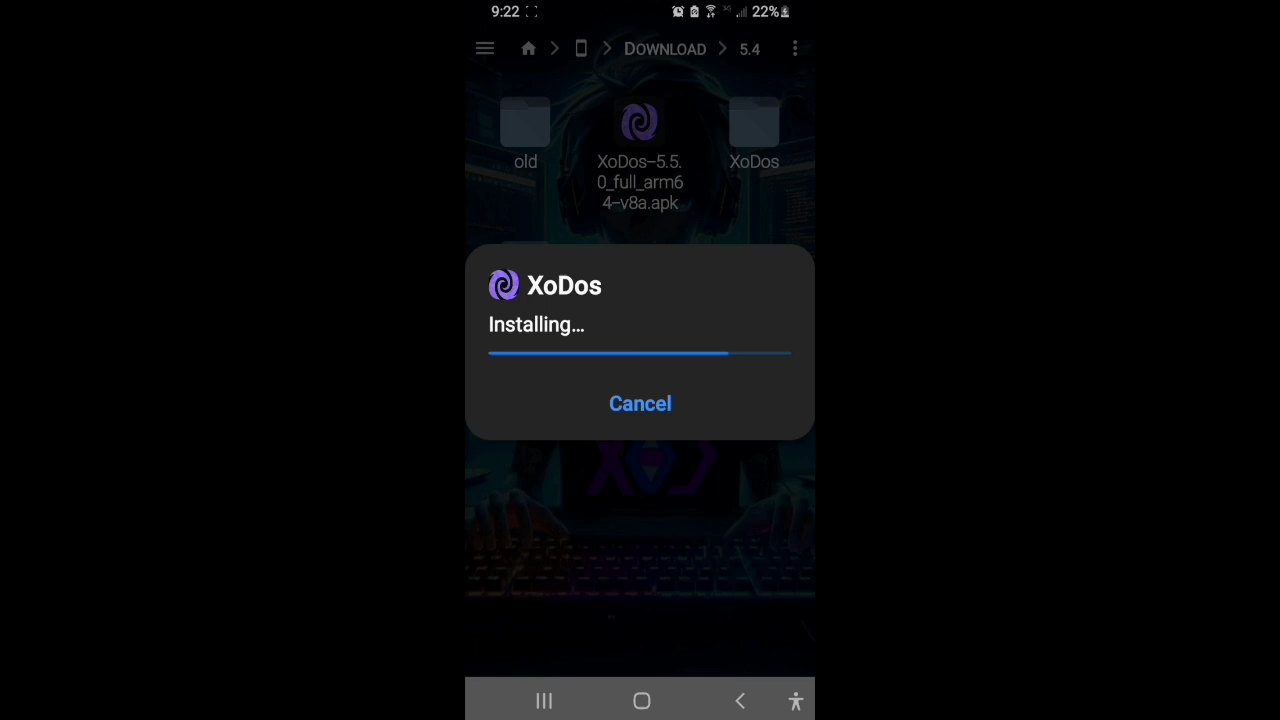 9:22
22%
DOWNLOAD
5.4
old
XoDos-5.5.
0_full_arm6
4-v8a.apk
XoDos
XoDos
Installing...
Cancel